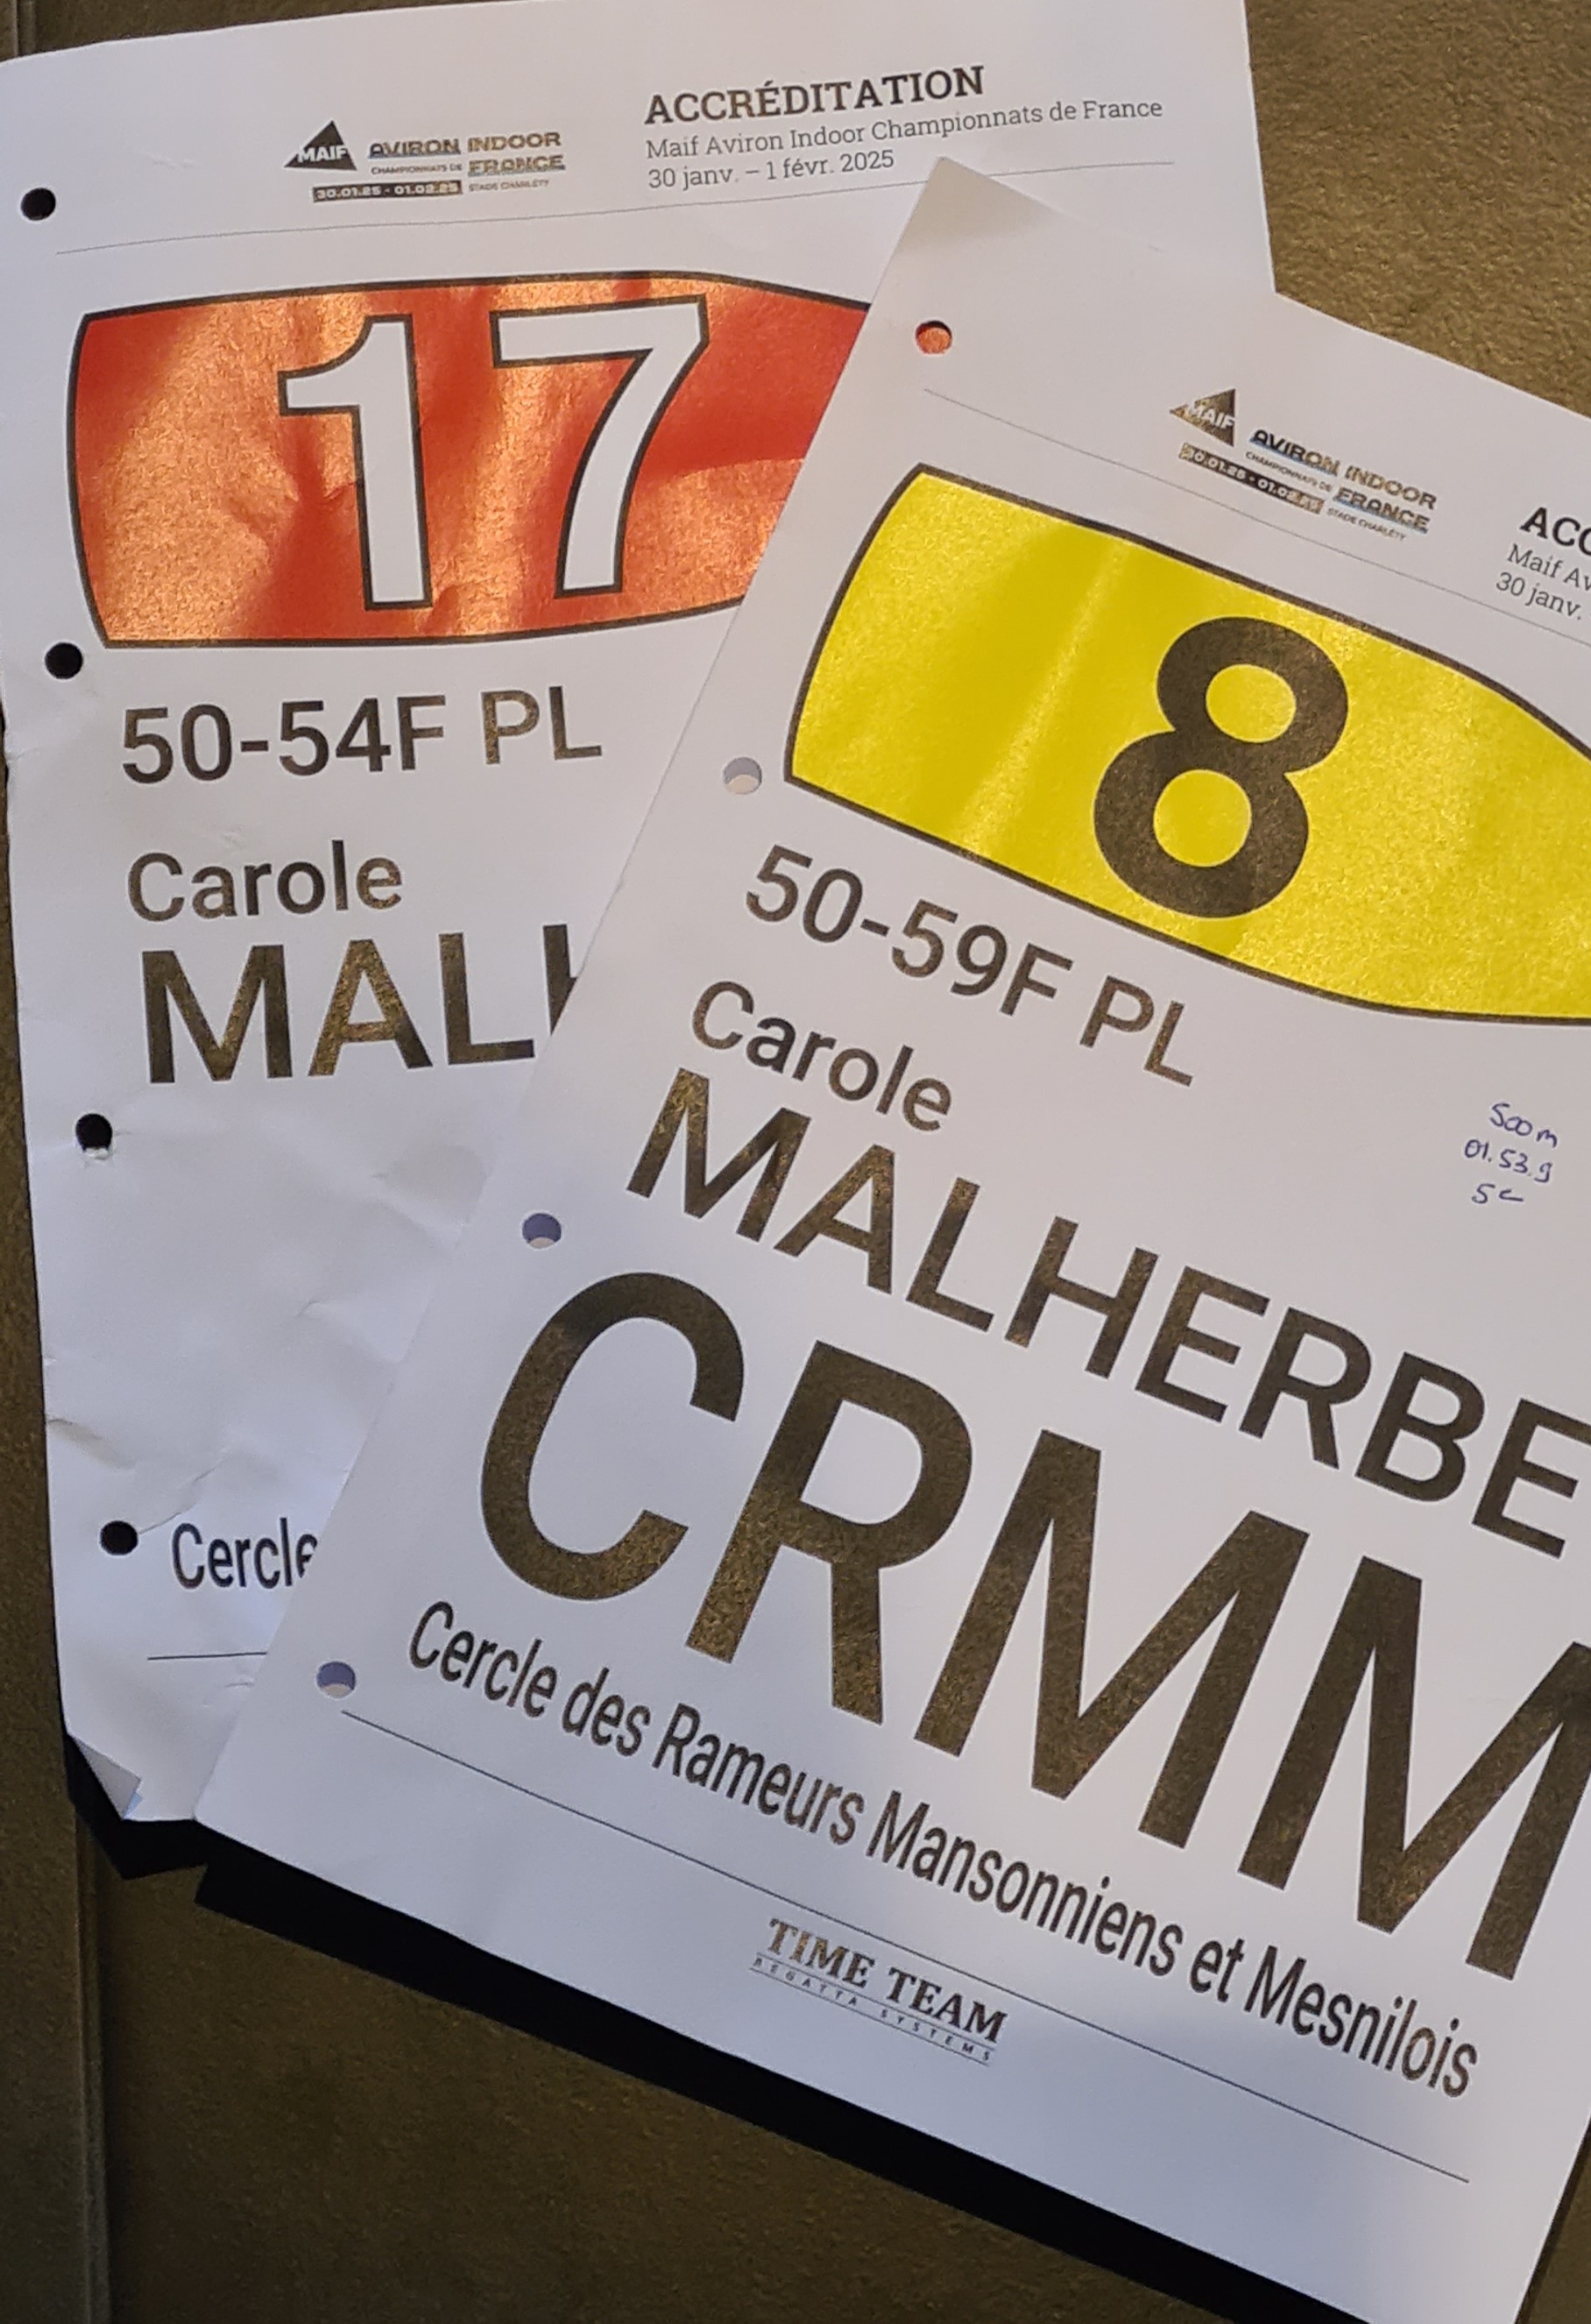 MAIF
AVIRON INDOOR
CHAMPIONNATS DE FRANCE
30.01.25 - 01.02.25 STADE CHARLÉTY
ACCRÉDITATION
Maif Aviron Indoor Championnats de France
30 janv. – 1 févr. 2025
17
50-54F PL
Carole
MALH
Cercle
MAIF
AVIRON INDOOR
CHAMPIONNATS DE FRANCE
30.01.25 - 01.02.25 STADE CHARLÉTY
ACC
Maif Av
30 janv.
8
50-59F PL
Carole
MALHERBE
500m
01.53.9
5e
CRMM
Cercle des Rameurs Mansonniens et Mesnilois
TIME TEAM
REGATTA SYSTEMS